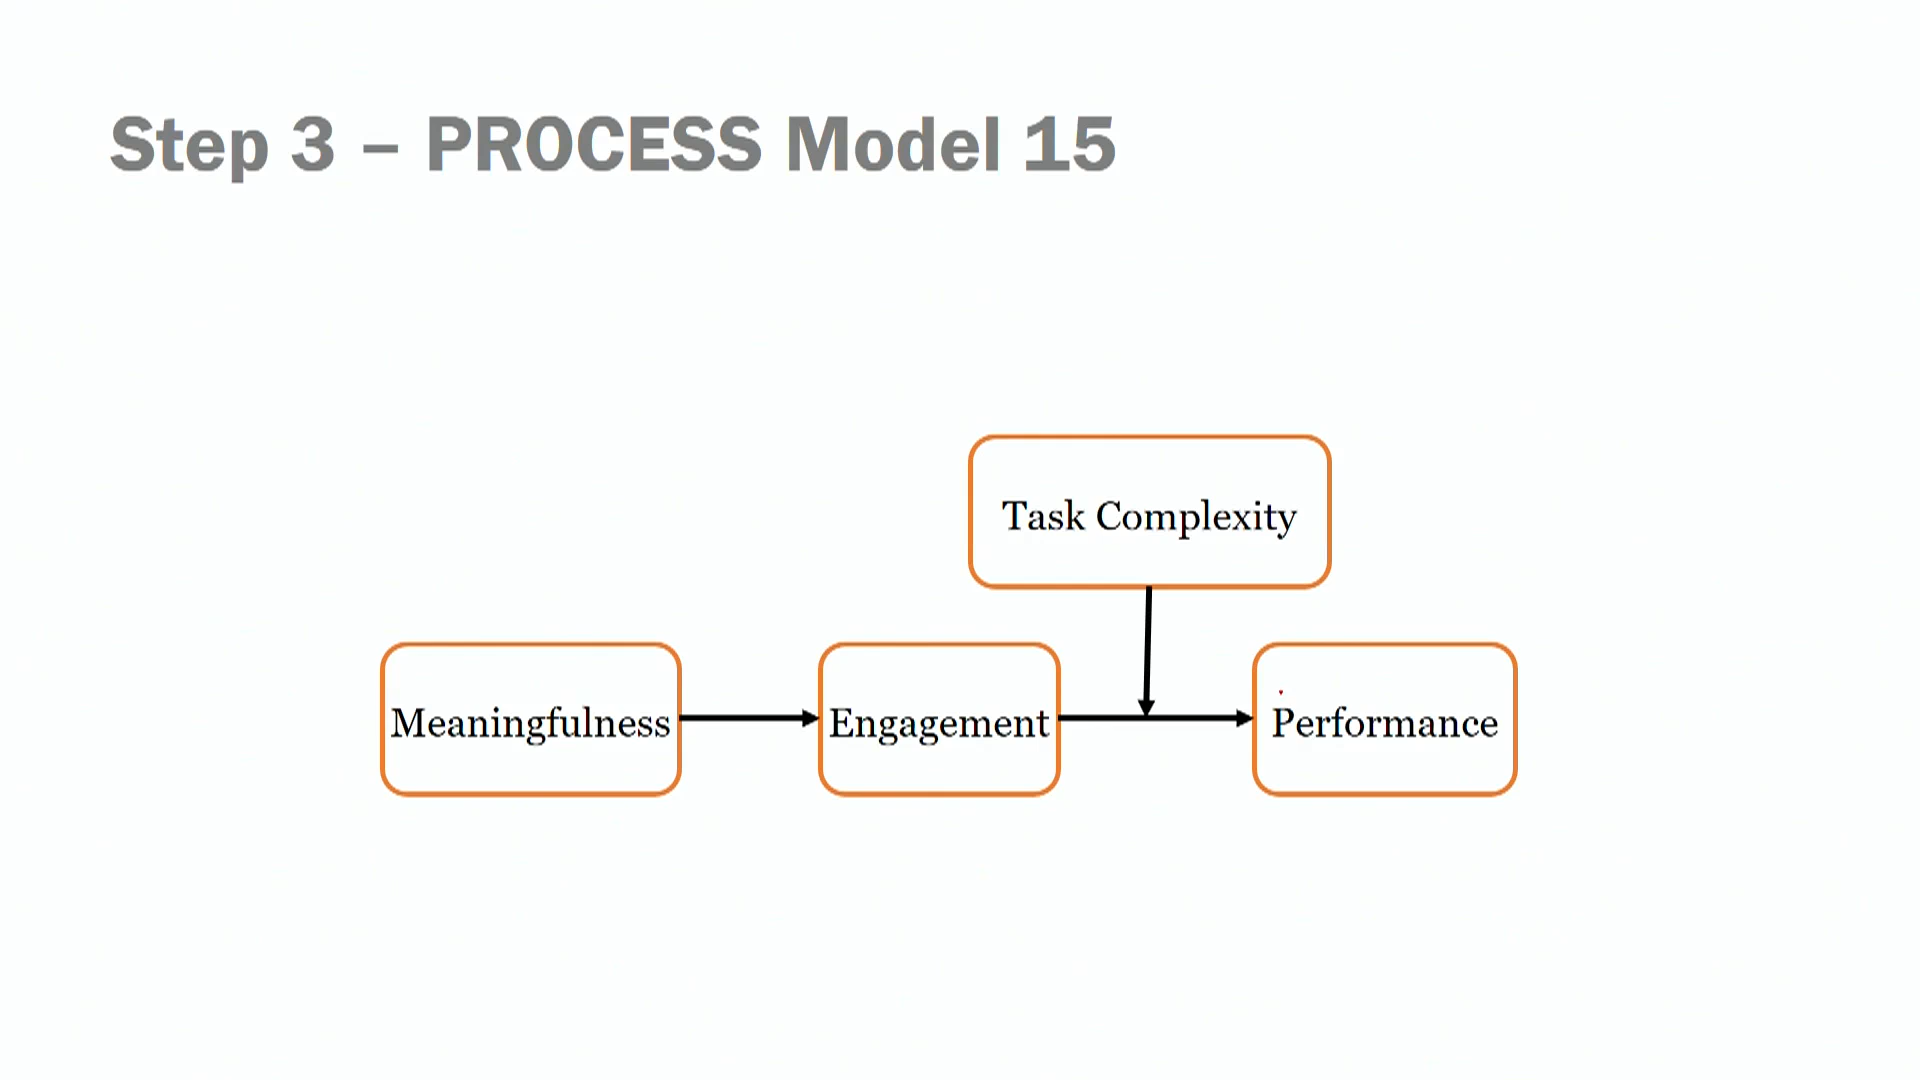 Step 3 – PROCESS Model 15
Task Complexity
Meaningfulness
Engagement
Performance